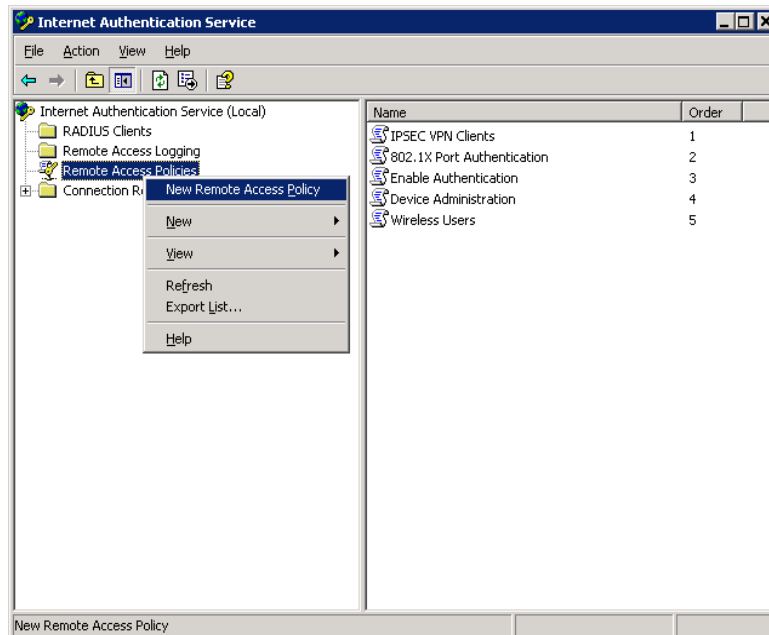 Internet Authentication Service
File Action View Help
Internet Authentication Service (Local)
RADIUS Clients
Remote Access Logging
Remote Access Policies
Connection R
New Remote Access Policy
New
View
Refresh
Export List...
Help
Name Order
IPSEC VPN Clients 1
802.1X Port Authentication 2
Enable Authentication 3
Device Administration 4
Wireless Users 5
New Remote Access Policy